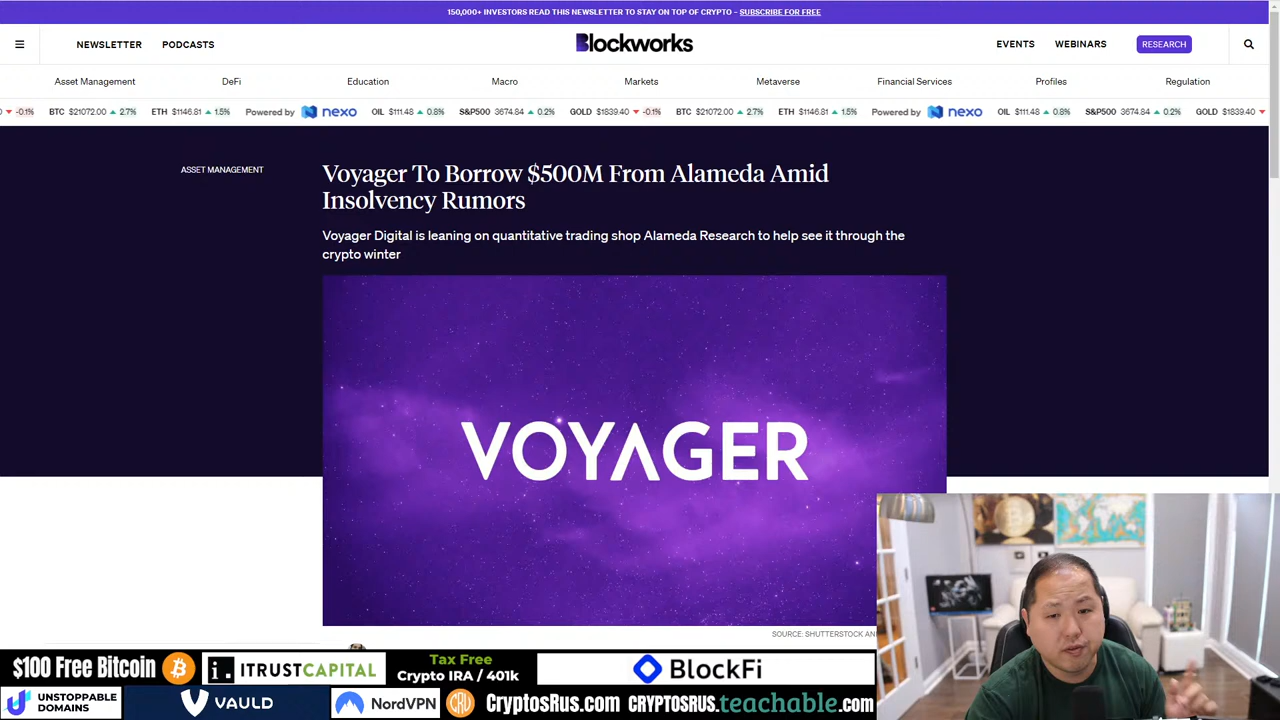 150,000+ INVESTORS READ THIS NEWSLETTER TO STAY ON TOP OF CRYPTO – SUBSCRIBE FOR FREE
NEWSLETTER PODCASTS Blockworks EVENTS WEBINARS RESEARCH
Asset Management DeFi Education Macro Markets Metaverse Financial Services Profiles Regulation
-0.1% BTC $21072.00 2.7% ETH $1146.81 1.5% Powered by nexo OIL $111.48 0.8% S&P500 3674.84 0.2% GOLD $1839.40 -0.1% BTC $21072.00 2.7% ETH $1146.81 1.5% Powered by nexo OIL $111.48 0.8% S&P500 3674.84 0.2% GOLD $1839.40
ASSET MANAGEMENT
Voyager To Borrow $500M From Alameda Amid
Insolvency Rumors
Voyager Digital is leaning on quantitative trading shop Alameda Research to help see it through the
crypto winter
VOYAGER
SOURCE: SHUTTERSTOCK AN
$100 Free Bitcoin i. ITRUSTCAPITAL Tax Free
Crypto IRA / 401k
BlockFi
UNSTOPPABLE
DOMAINS
VAULD NordVPN CRU CryptosRus.com CRYPTOSRUS.teachable.com